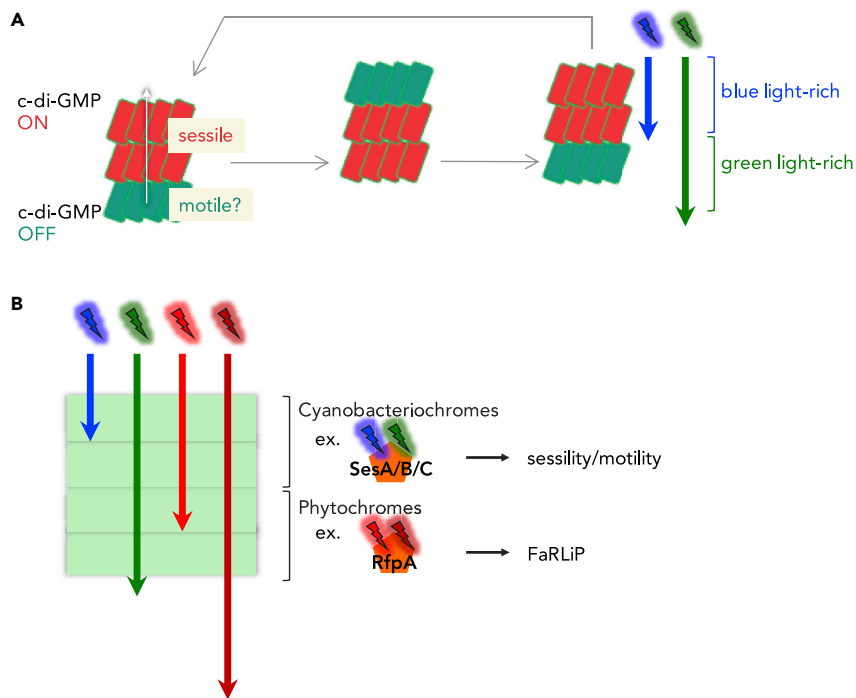 A
c-di-GMP
ON
sessile
c-di-GMP
OFF
motile?
blue light-rich
green light-rich
B
Cyanobacteriochromes
ex.
SesA/B/C
sessility/motility
Phytochromes
ex.
RfpA
FaRLiP